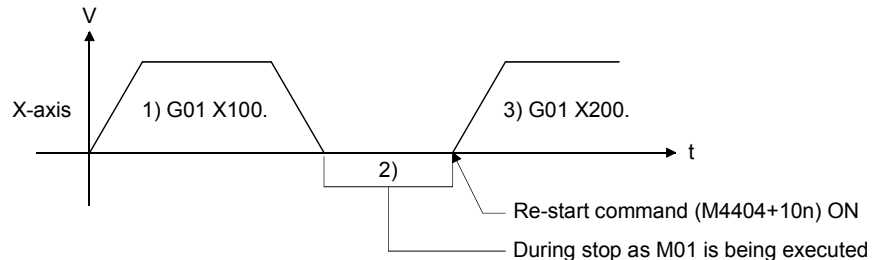 V
X-axis
1) G01 X100.
3) G01 X200.
t
2)
Re-start command (M4404+10n) ON
During stop as M01 is being executed